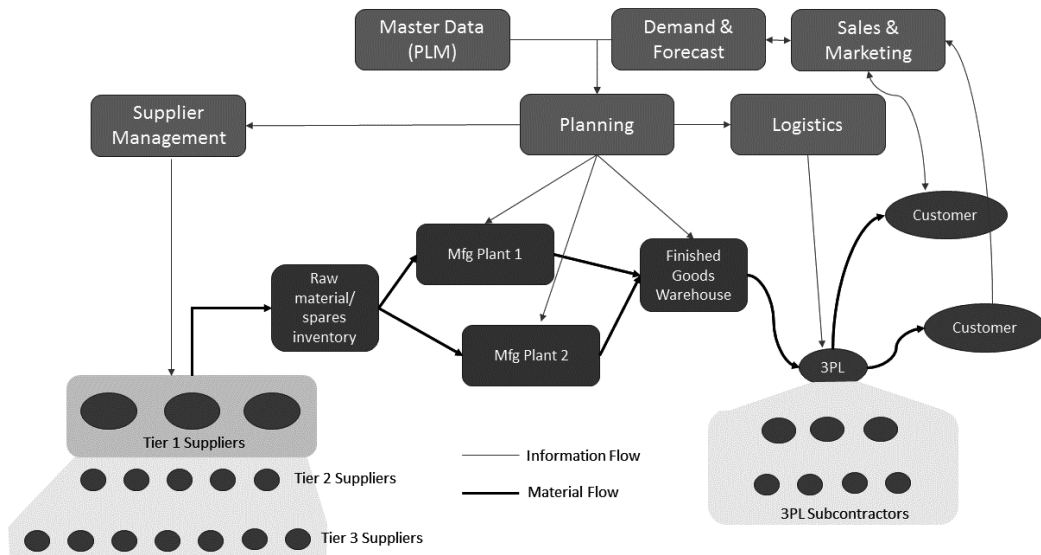 Master Data
(PLM)
Demand &
Forecast
Sales &
Marketing
Supplier
Management
Planning
Logistics
Customer
Mfg Plant 1
Finished
Goods
Warehouse
Raw
material/
spares
inventory
Customer
Mfg Plant 2
3PL
Tier 1 Suppliers
Information Flow
Tier 2 Suppliers
Material Flow
3PL Subcontractors
Tier 3 Suppliers